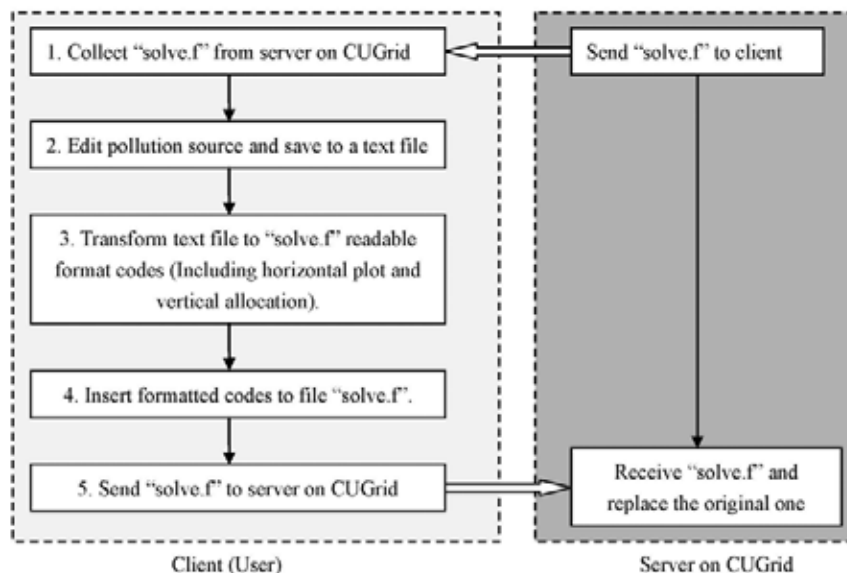 1. Collect “solve.f” from server on CUGrid
Send “solve.f” to client
2. Edit pollution source and save to a text file
3. Transform text file to “solve.f” readable
format codes (Including horizontal plot and
vertical allocation).
4. Insert formatted codes to file “solve.f”.
5. Send “solve.f” to server on CUGrid
Receive “solve.f” and
replace the original one
Client (User)
Server on CUGrid